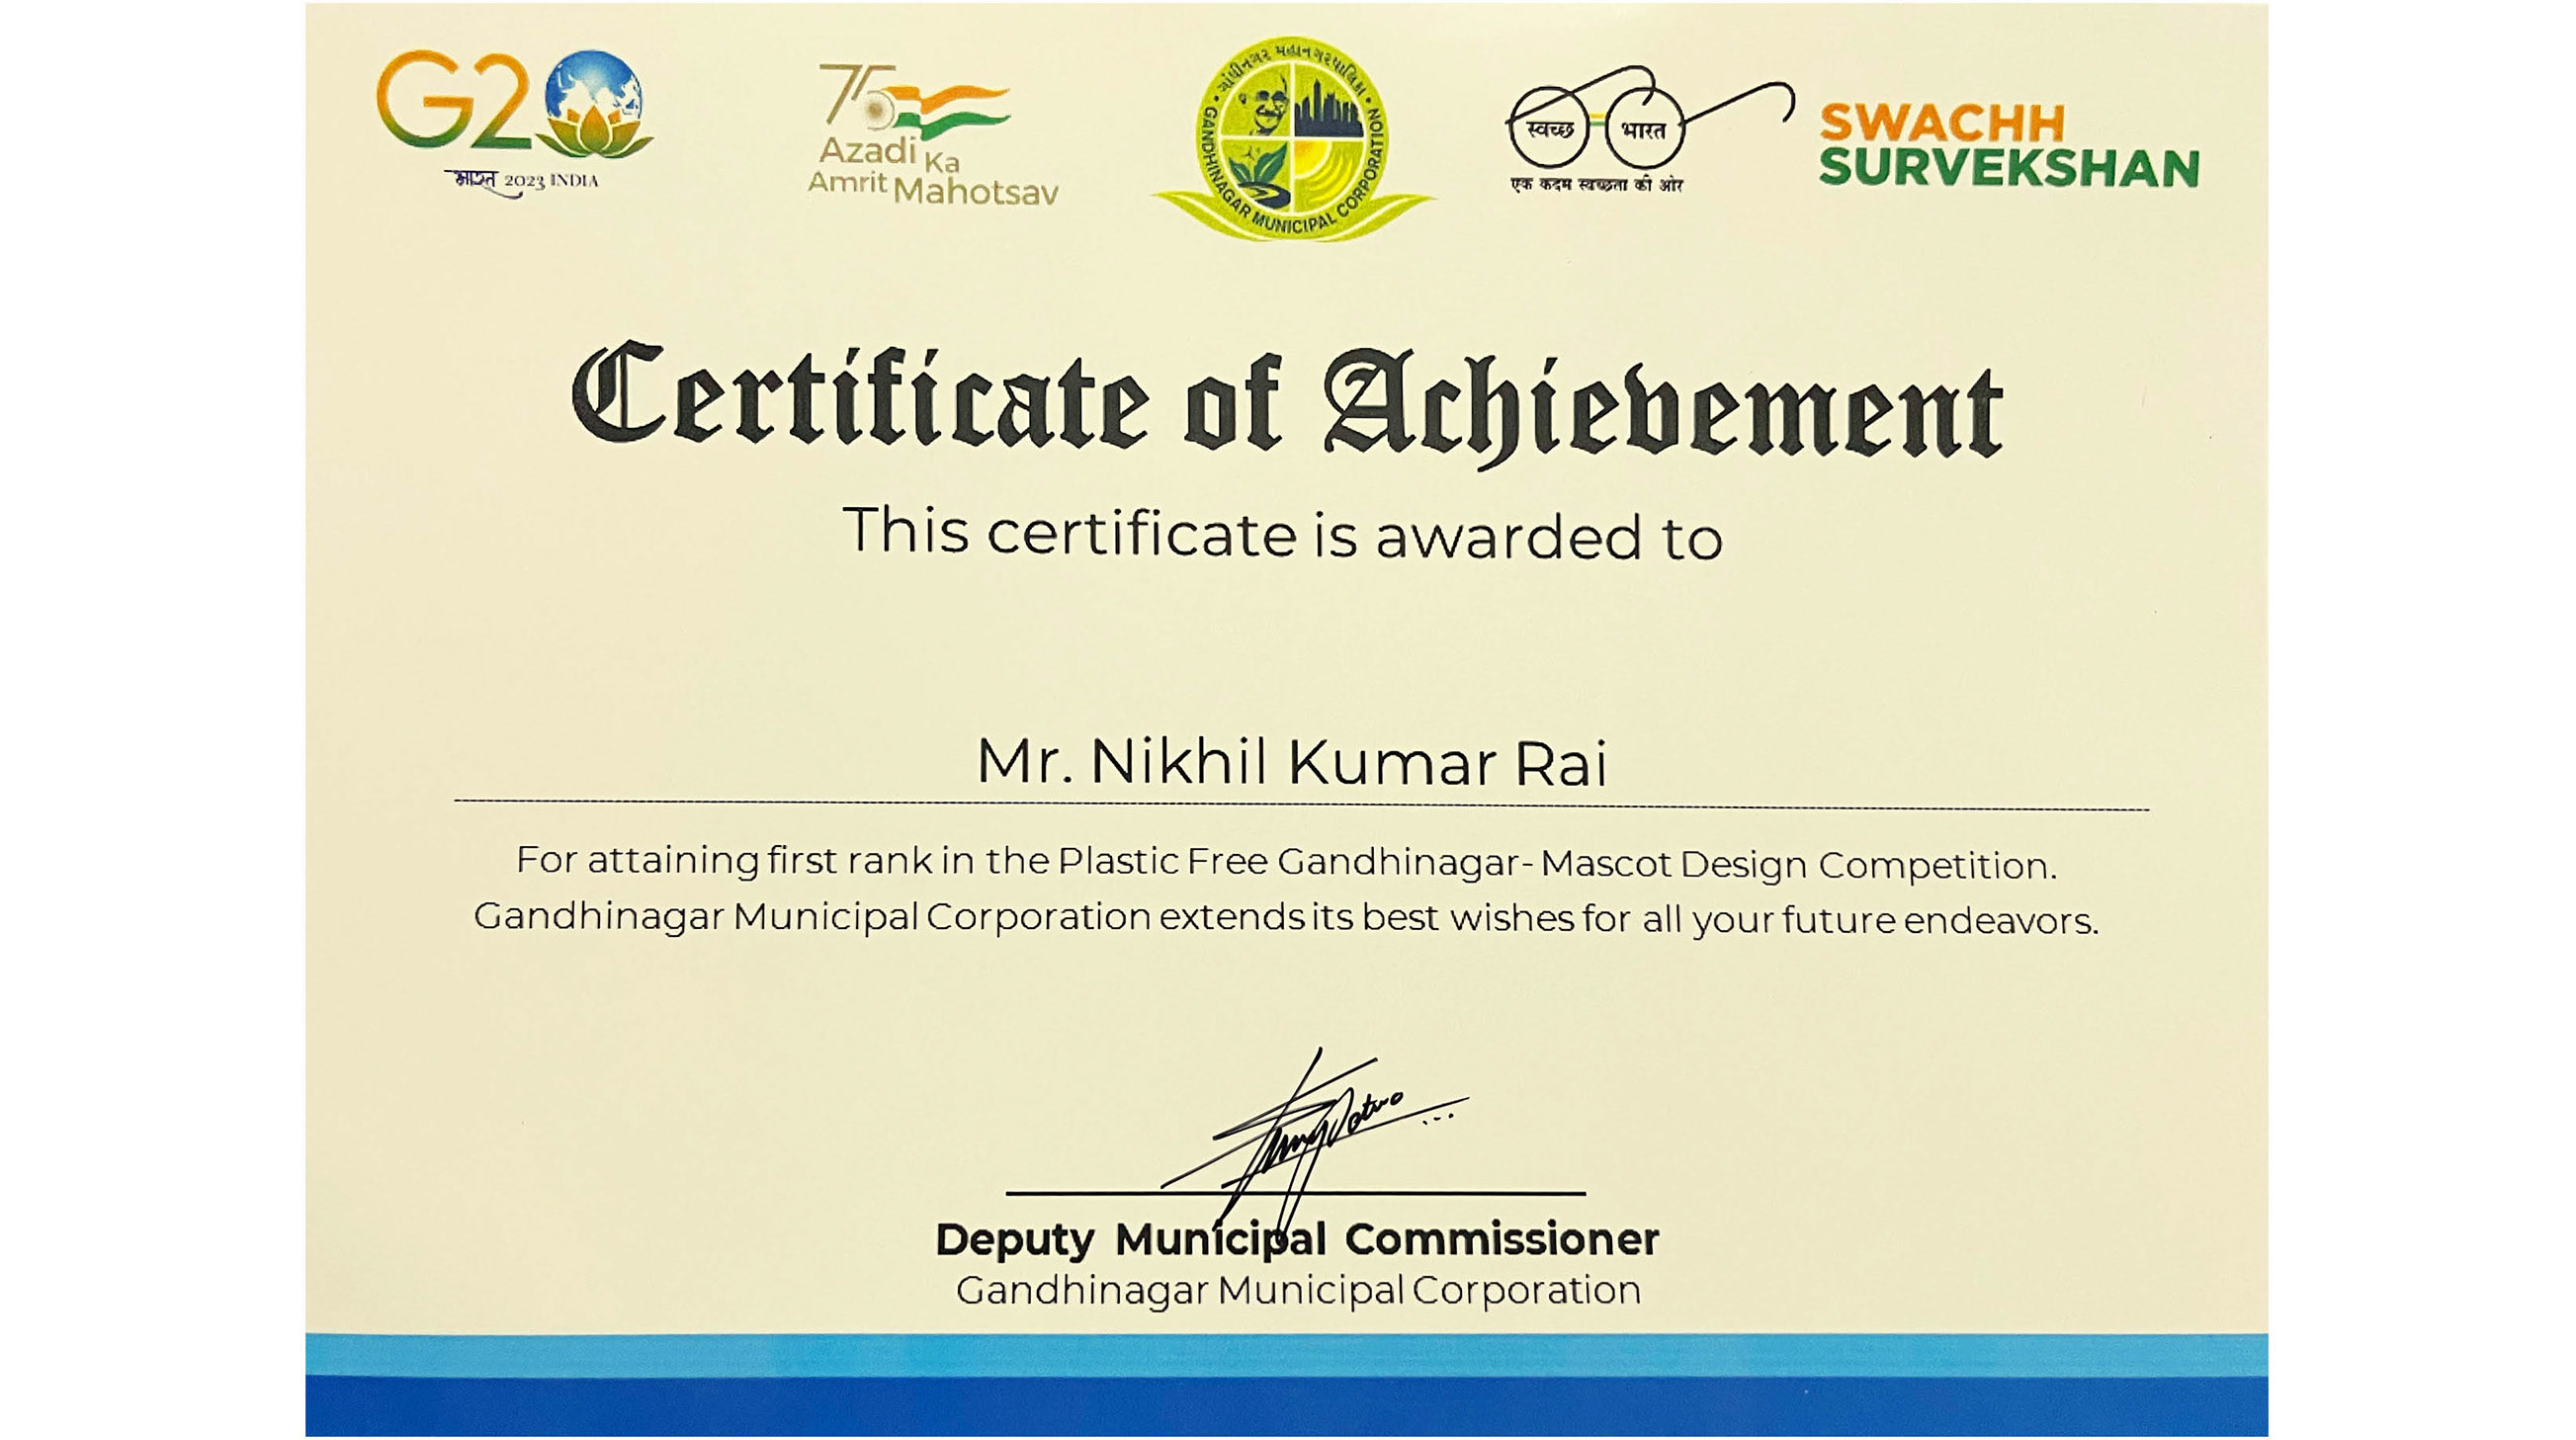 G20
भारत 2023 INDIA
75
Azadi Ka
Amrit Mahotsav
ગાંધીનગર મહાનગરપાલિકા
GANDHINAGAR MUNICIPAL CORPORATION
स्वच्छ भारत
एक कदम स्वच्छता की ओर
SWACHH
SURVEKSHAN
Certificate of Achievement
This certificate is awarded to
Mr. Nikhil Kumar Rai
For attaining first rank in the Plastic Free Gandhinagar- Mascot Design Competition.
Gandhinagar Municipal Corporation extends its best wishes for all your future endeavors.
Deputy Municipal Commissioner
Gandhinagar Municipal Corporation